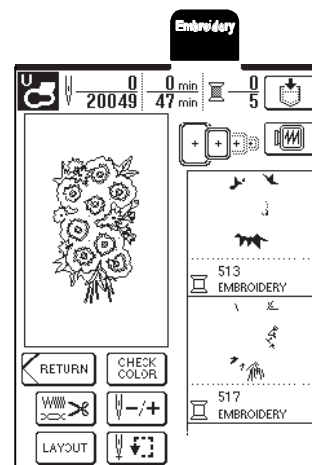 Embroidery
U
0 0 min 0
20049 47 min 5
513
EMBROIDERY
517
EMBROIDERY
RETURN
CHECK
COLOR
-/+
LAYOUT